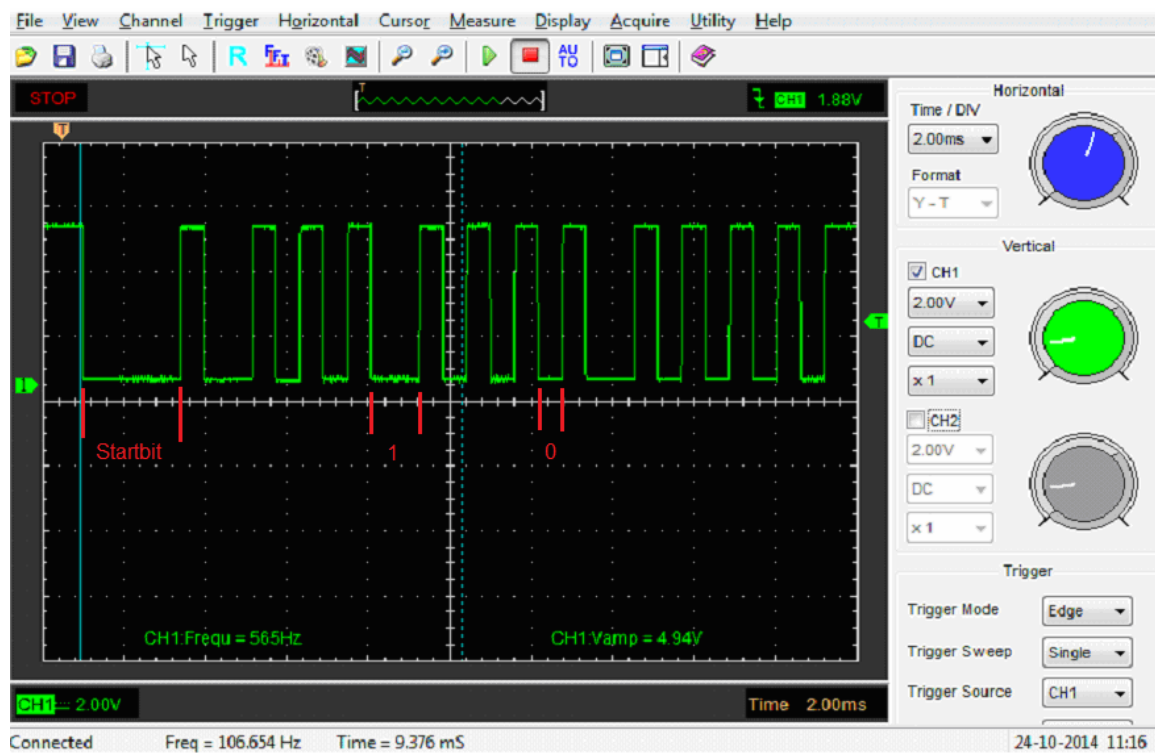 File View Channel Trigger Horizontal Cursor Measure Display Acquire Utility Help
R FFT AUTO
STOP
T
CH1 1.88V
T
Horizontal
Time / DIV
2.00ms
Format
Y - T
Vertical
CH1
2.00V
DC
x 1
CH2
2.00V
DC
x 1
T
1
Startbit 1 0
CH1:Frequ = 565Hz CH1:Vamp = 4.94V
Trigger
Trigger Mode Edge
Trigger Sweep Single
Trigger Source CH1
CH1 2.00V Time 2.00ms
Connected Freq = 106.654 Hz Time = 9.376 mS 24-10-2014 11:16